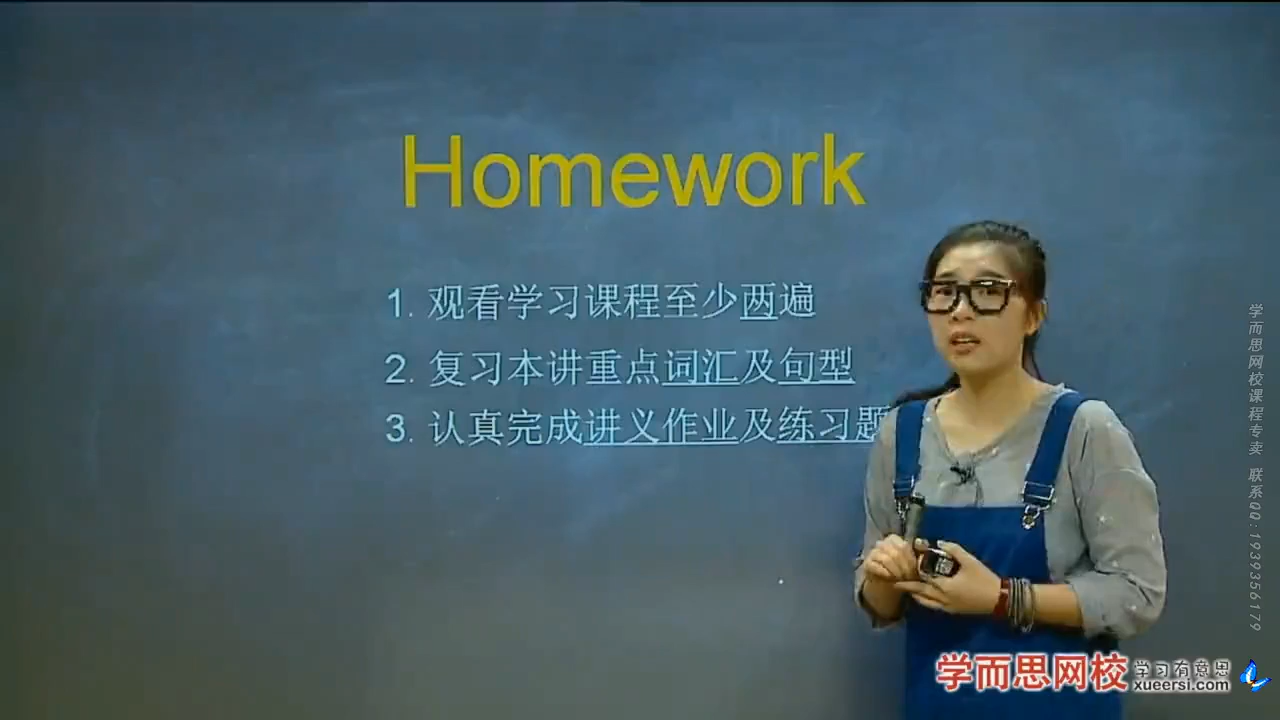 Homework
1. 观看学习课程至少两遍
2. 复习本讲重点词汇及句型
3. 认真完成讲义作业及练习题
学而思网校课程专卖 联系QQ:1939356179
学而思网校 学习有意思
xueersi.com